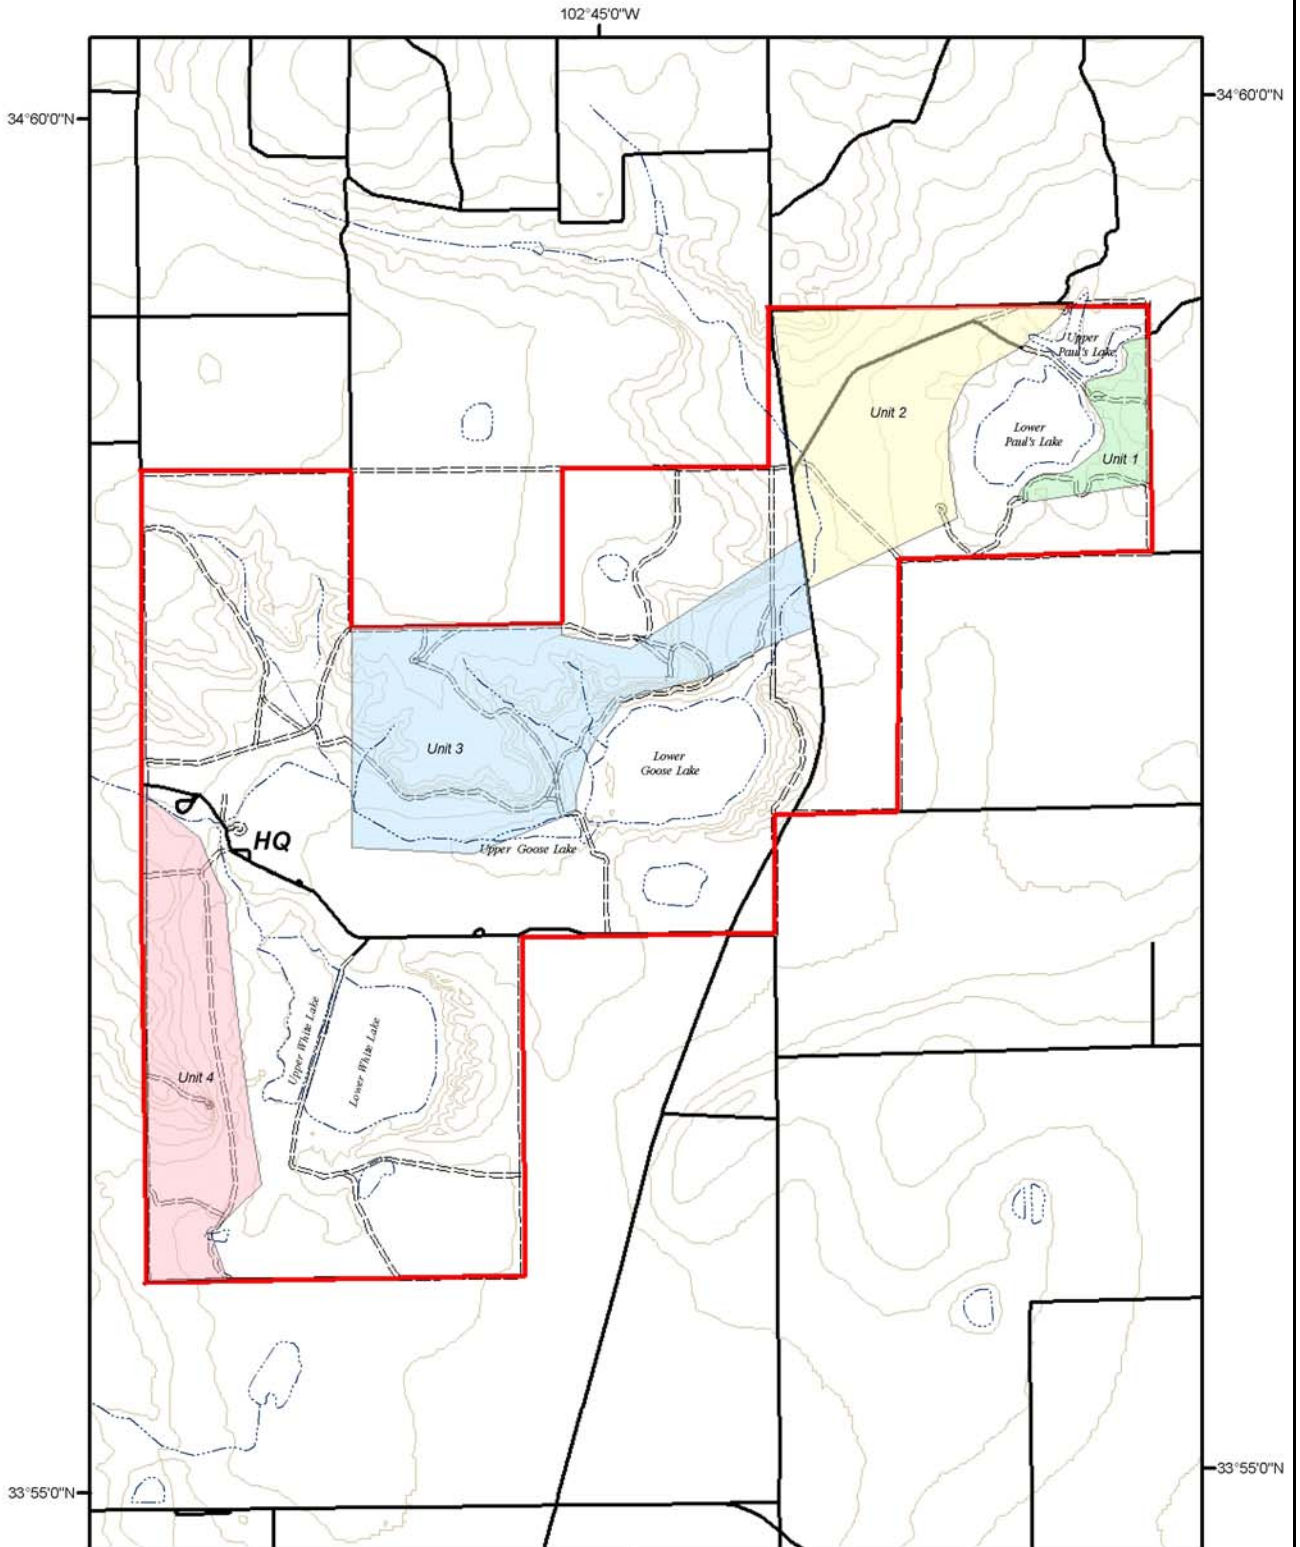 102°45'0"W
34°60'0"N
34°60'0"N
Upper
Paul's Lake
Unit 2
Lower
Paul's Lake
Unit 1
Unit 3
Lower
Goose Lake
HQ
Upper Goose Lake
Upper White Lake
Lower White Lake
Unit 4
33°55'0"N
33°55'0"N